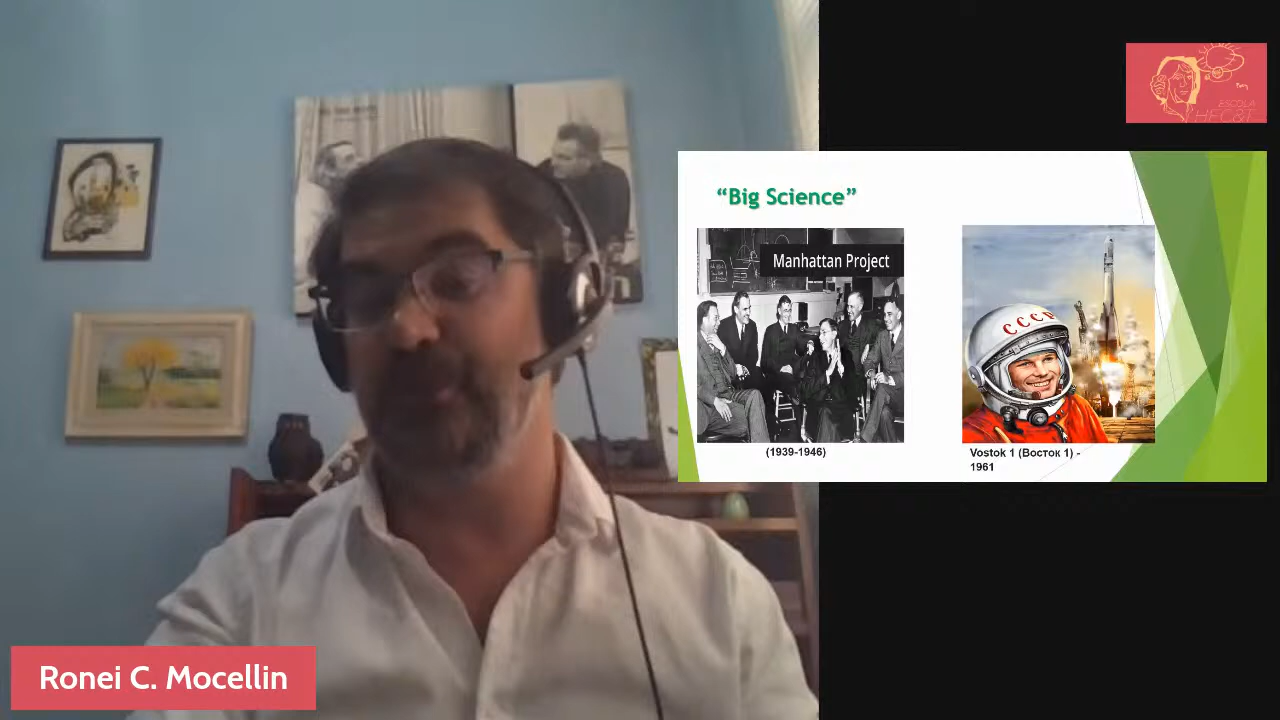 ESCOLA
HFC&T
“Big Science”
Manhattan Project
CCCP
(1939-1946)
Vostok 1 (Восток 1) -
1961
Ronei C. Mocellin